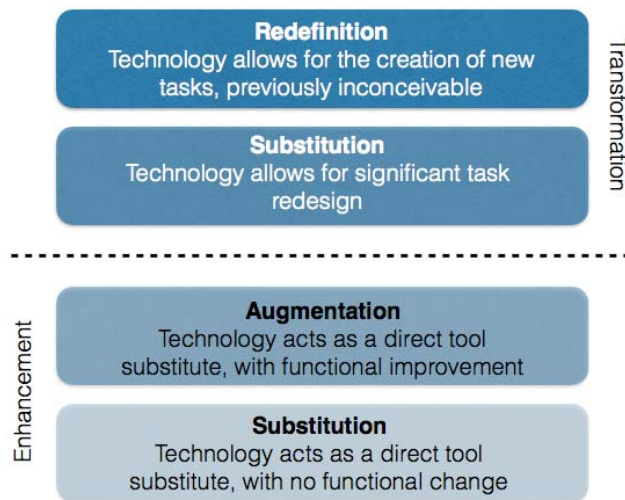 Redefinition
Technology allows for the creation of new
tasks, previously inconceivable
Substitution
Technology allows for significant task
redesign
Transformation
Augmentation
Technology acts as a direct tool
substitute, with functional improvement
Substitution
Technology acts as a direct tool
substitute, with no functional change
Enhancement